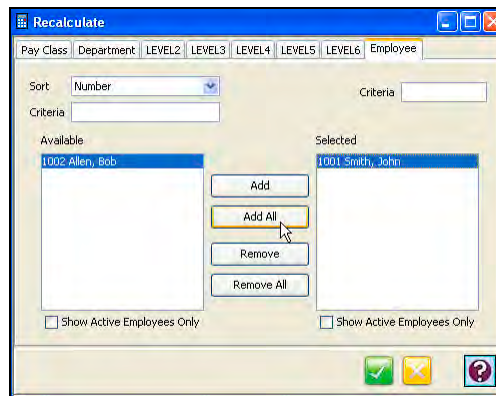 Recalculate
Pay Class Department LEVEL2 LEVEL3 LEVEL4 LEVEL5 LEVEL6 Employee
Sort Number Criteria
Criteria
Available Selected
1002 Allen, Bob 1001 Smith, John
Add
Add All
Remove
Remove All
Show Active Employees Only Show Active Employees Only
?